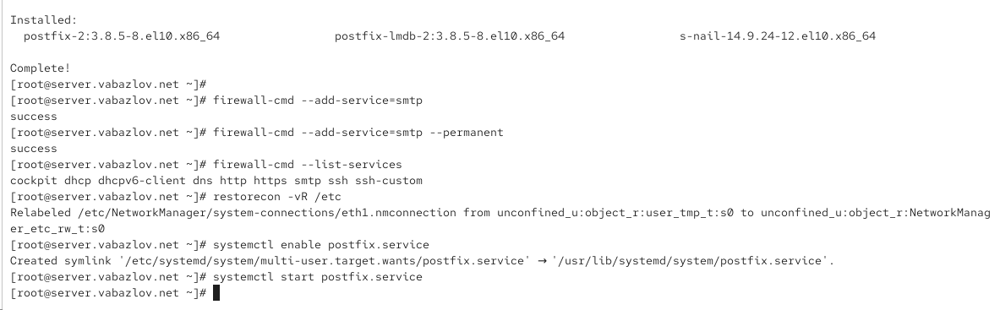 Installed:
postfix-2:3.8.5-8.el10.x86_64 postfix-lmdb-2:3.8.5-8.el10.x86_64 s-nail-14.9.24-12.el10.x86_64
Complete!
[root@server.vabazlov.net ~]#
[root@server.vabazlov.net ~]# firewall-cmd --add-service=smtp
success
[root@server.vabazlov.net ~]# firewall-cmd --add-service=smtp --permanent
success
[root@server.vabazlov.net ~]# firewall-cmd --list-services
cockpit dhcp dhcpv6-client dns http https smtp ssh ssh-custom
[root@server.vabazlov.net ~]# restorecon -vR /etc
Relabeled /etc/NetworkManager/system-connections/eth1.nmconnection from unconfined_u:object_r:user_tmp_t:s0 to unconfined_u:object_r:NetworkManag
er_etc_rw_t:s0
[root@server.vabazlov.net ~]# systemctl enable postfix.service
Created symlink '/etc/systemd/system/multi-user.target.wants/postfix.service' → '/usr/lib/systemd/system/postfix.service'.
[root@server.vabazlov.net ~]# systemctl start postfix.service
[root@server.vabazlov.net ~]#